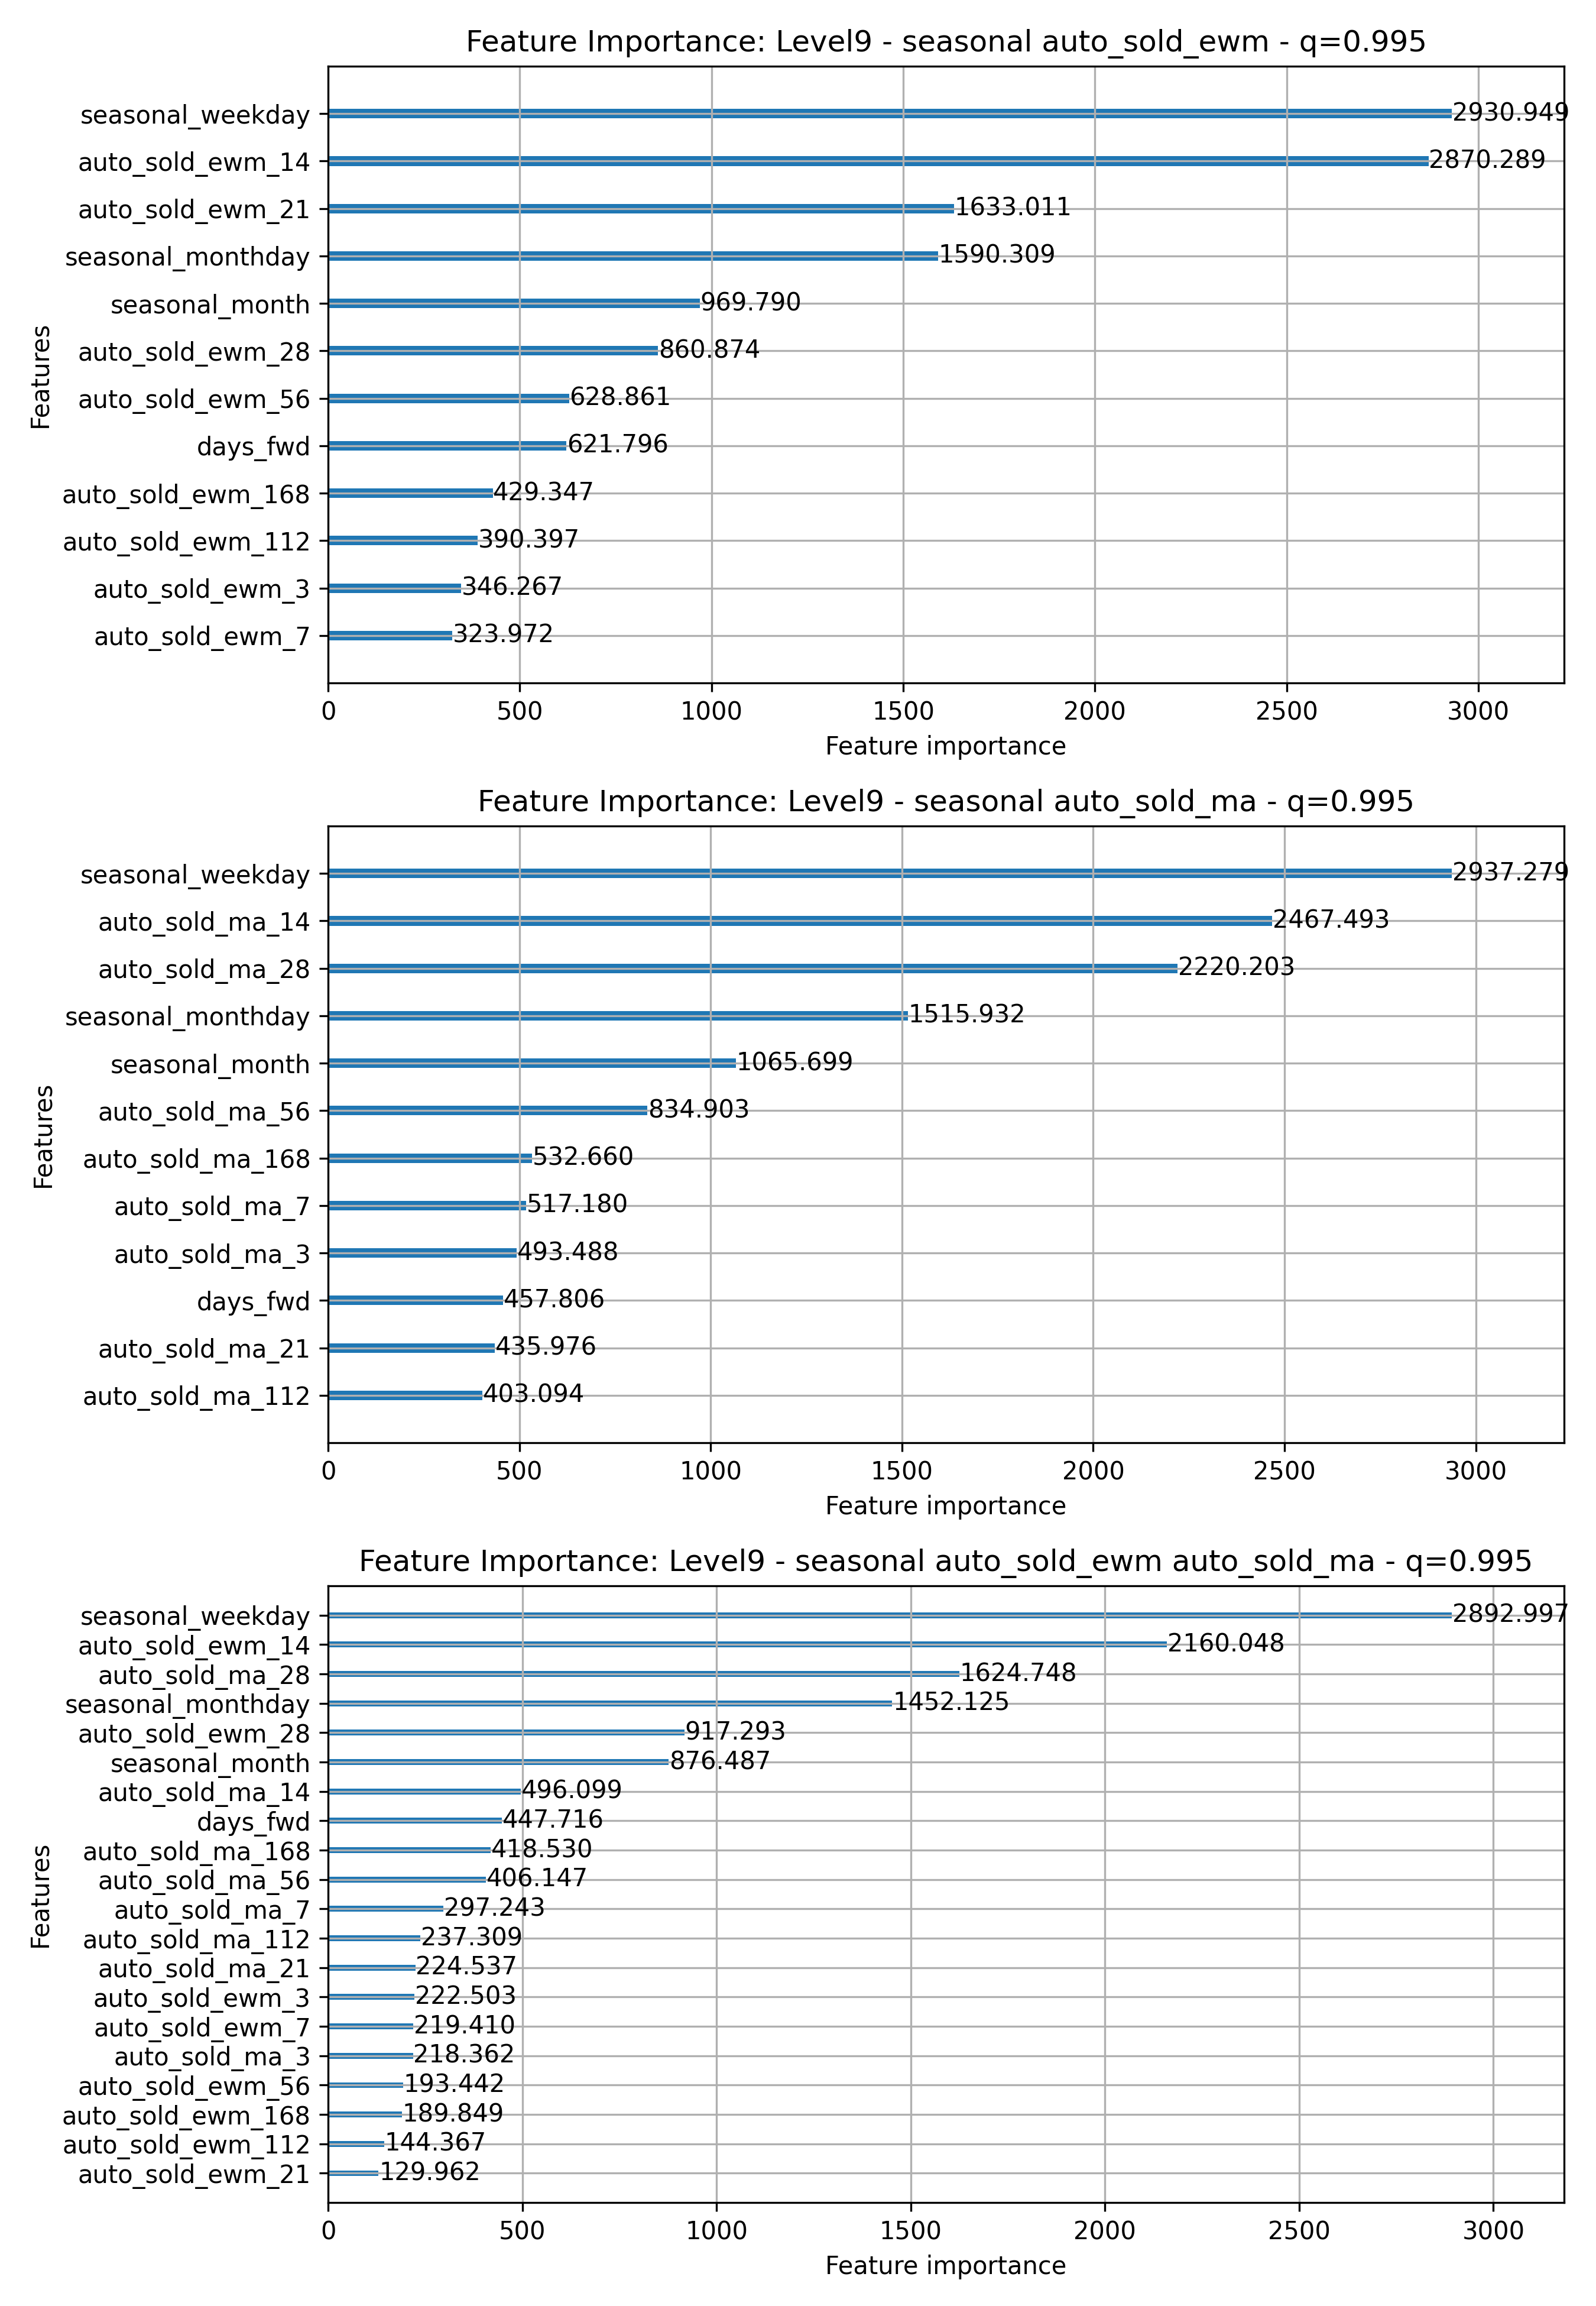 Feature Importance: Level9 - seasonal auto_sold_ewm - q=0.995
seasonal_weekday 2930.949
auto_sold_ewm_14 2870.289
auto_sold_ewm_21 1633.011
seasonal_monthday 1590.309
seasonal_month 969.790
auto_sold_ewm_28 860.874
auto_sold_ewm_56 628.861
days_fwd 621.796
auto_sold_ewm_168 429.347
auto_sold_ewm_112 390.397
auto_sold_ewm_3 346.267
auto_sold_ewm_7 323.972
Features
0 500 1000 1500 2000 2500 3000
Feature importance
Feature Importance: Level9 - seasonal auto_sold_ma - q=0.995
seasonal_weekday 2937.279
auto_sold_ma_14 2467.493
auto_sold_ma_28 2220.203
seasonal_monthday 1515.932
seasonal_month 1065.699
auto_sold_ma_56 834.903
auto_sold_ma_168 532.660
auto_sold_ma_7 517.180
auto_sold_ma_3 493.488
days_fwd 457.806
auto_sold_ma_21 435.976
auto_sold_ma_112 403.094
Features
0 500 1000 1500 2000 2500 3000
Feature importance
Feature Importance: Level9 - seasonal auto_sold_ewm auto_sold_ma - q=0.995
seasonal_weekday 2892.997
auto_sold_ewm_14 2160.048
auto_sold_ma_28 1624.748
seasonal_monthday 1452.125
auto_sold_ewm_28 917.293
seasonal_month 876.487
auto_sold_ma_14 496.099
days_fwd 447.716
auto_sold_ma_168 418.530
auto_sold_ma_56 406.147
auto_sold_ma_7 297.243
auto_sold_ma_112 237.309
auto_sold_ma_21 224.537
auto_sold_ewm_3 222.503
auto_sold_ewm_7 219.410
auto_sold_ma_3 218.362
auto_sold_ewm_56 193.442
auto_sold_ewm_168 189.849
auto_sold_ewm_112 144.367
auto_sold_ewm_21 129.962
Features
0 500 1000 1500 2000 2500 3000
Feature importance